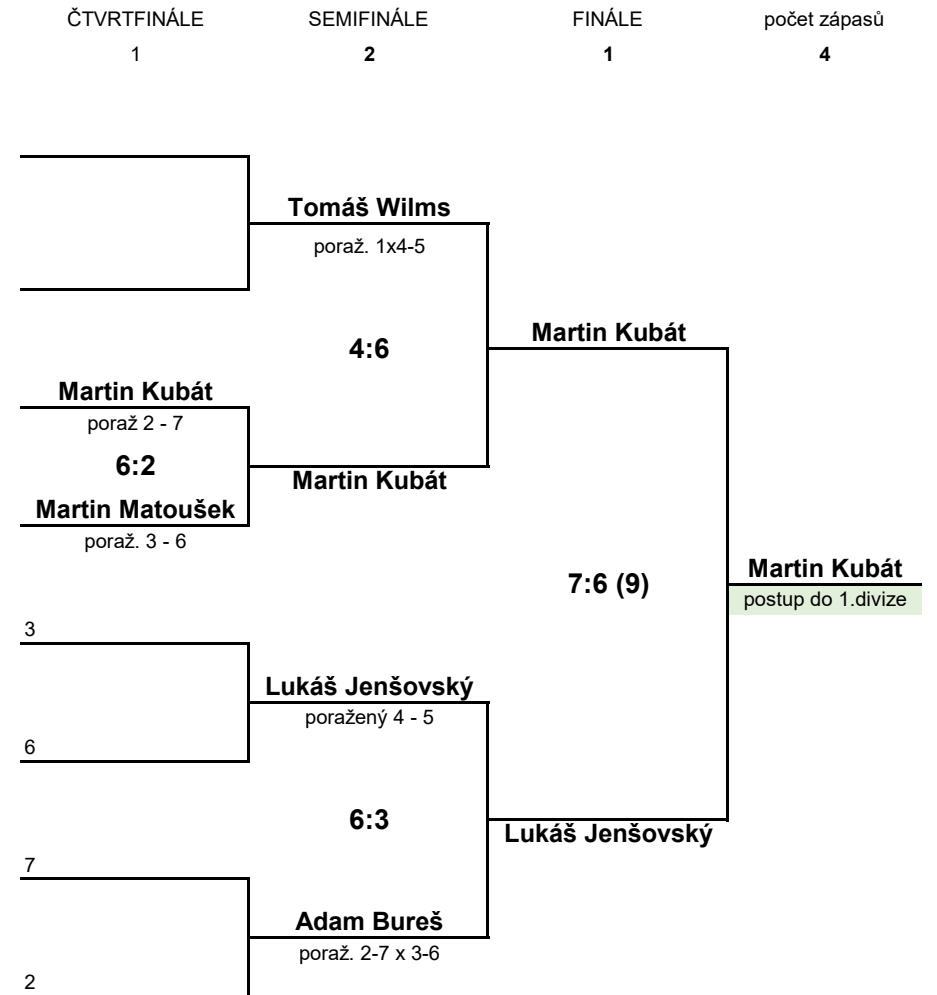 ČTVRTFINÁLE SEMIFINÁLE FINÁLE počet zápasů
1 2 1 4
Tomáš Wilms
poraž. 1x4-5
Martin Kubát
4:6
Martin Kubát
poraž 2 - 7
6:2
Martin Kubát
Martin Matoušek
poraž. 3 - 6
Martin Kubát
7:6 (9)
postup do 1.divize
3
Lukáš Jenšovský
poražený 4 - 5
6
6:3
Lukáš Jenšovský
7
Adam Bureš
poraž. 2-7 x 3-6
2